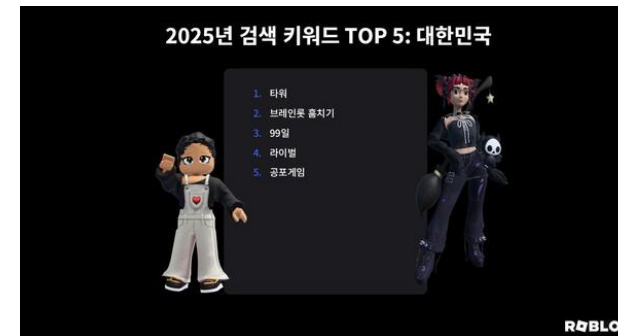 2025년 검색 키워드 TOP 5: 대한민국
1. 타워
2. 브레인롯 훔치기
3. 99일
4. 라이벌
5. 공포게임
ROBLO